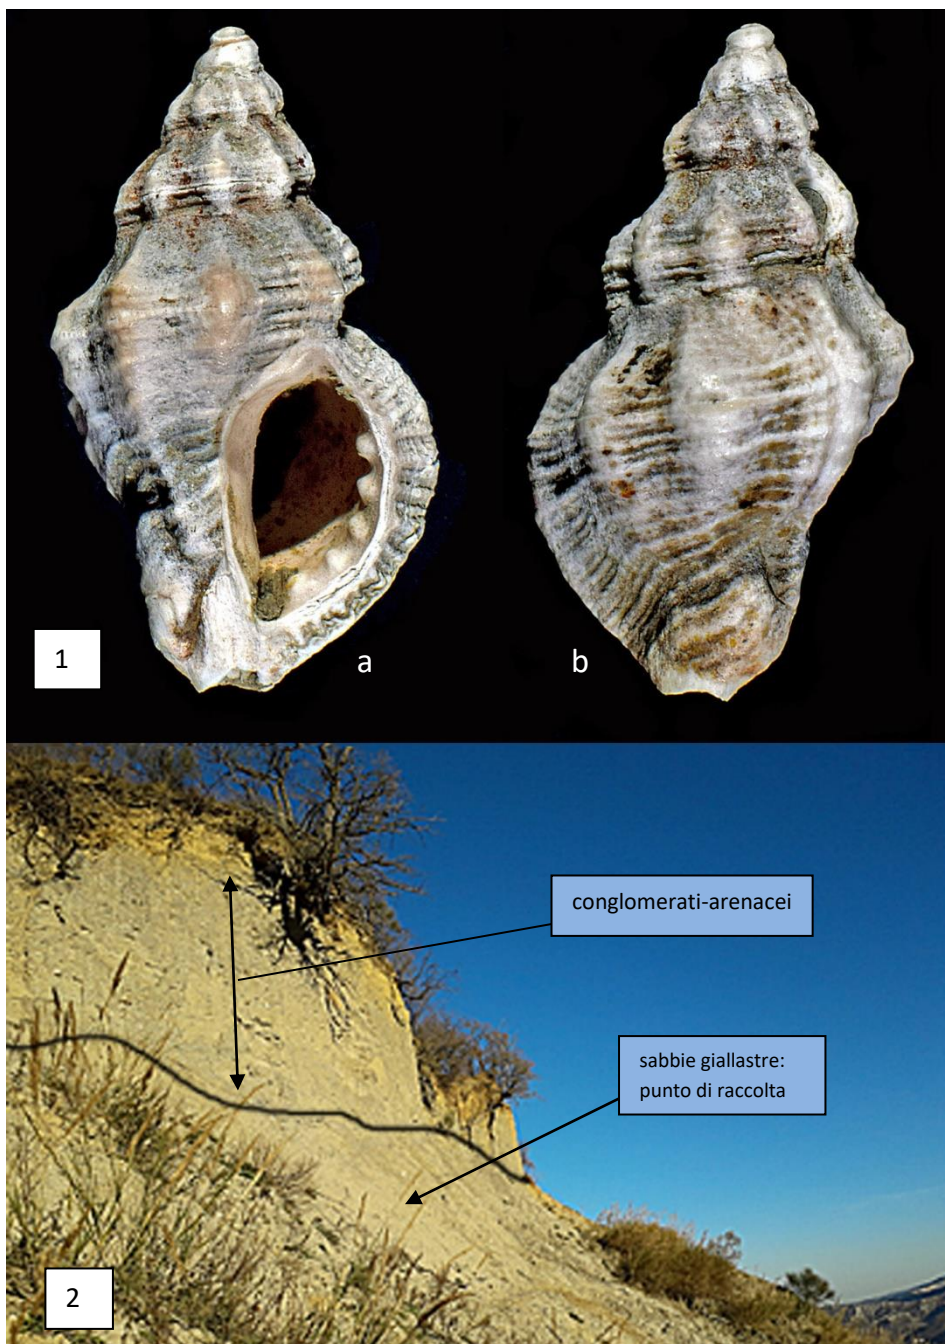 1
a
b
conglomerati-arenacei
sabbie giallastre:
punto di raccolta
2